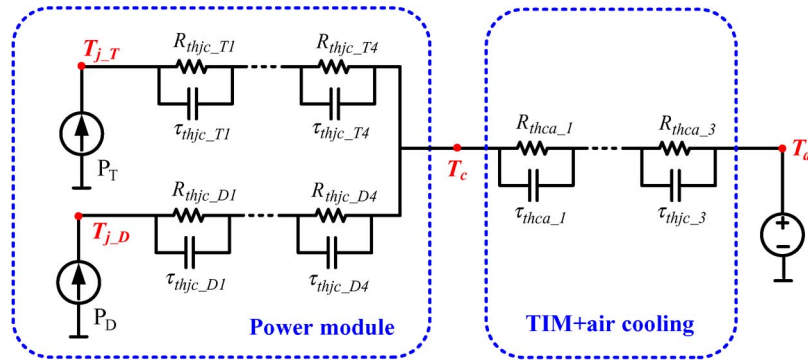 R_thjc_T1
R_thjc_T4
T_j_T
τ_thjc_T1
τ_thjc_T4
P_T
R_thca_1
R_thca_3
T_c
T_a
τ_thca_1
τ_thjc_3
R_thjc_D1
R_thjc_D4
T_j_D
τ_thjc_D1
τ_thjc_D4
P_D
+
−
Power module
TIM+air cooling